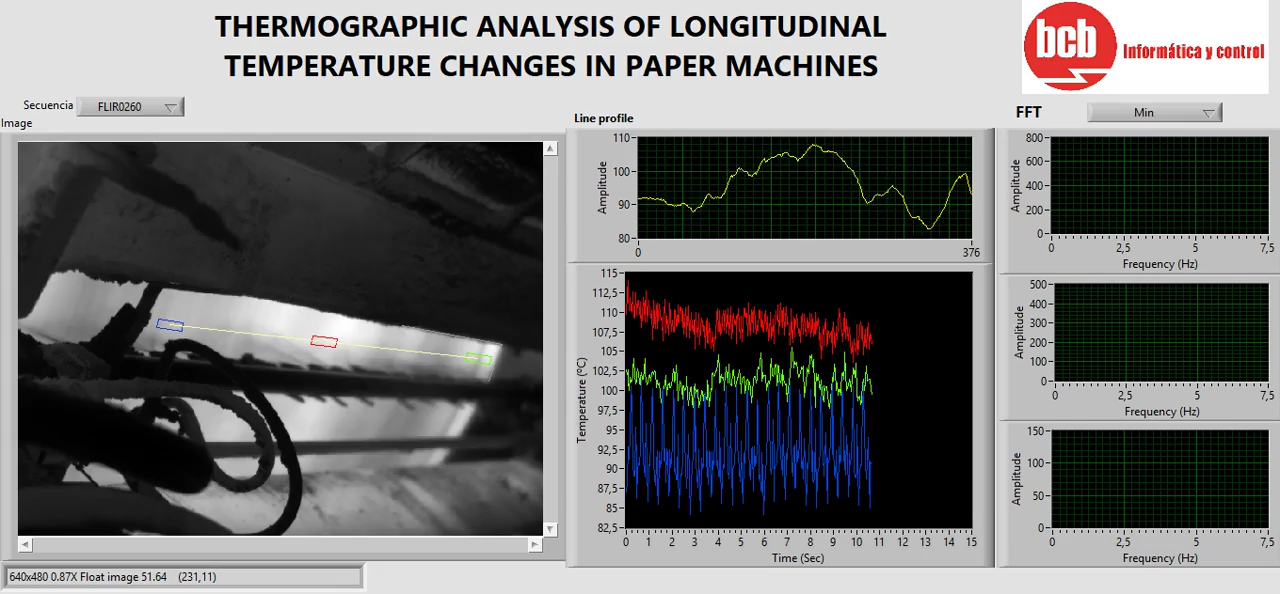 THERMOGRAPHIC ANALYSIS OF LONGITUDINAL
TEMPERATURE CHANGES IN PAPER MACHINES
bcb
Informática y control
Secuencia FLIR0260
Image
Line profile
110
100
90
80
Amplitude
0 376
115
112,5
110
107,5
105
102,5
100
97,5
95
92,5
90
87,5
85
82,5
Temperature (ºC)
0 1 2 3 4 5 6 7 8 9 10 11 12 13 14 15
Time (Sec)
FFT Min
800
600
400
200
0
Amplitude
0 2,5 5 7,5
Frequency (Hz)
500
400
300
200
100
0
Amplitude
0 2,5 5 7,5
Frequency (Hz)
150
100
50
0
Amplitude
0 2,5 5 7,5
Frequency (Hz)
640x480 0.87X Float image 51.64 (231,11)